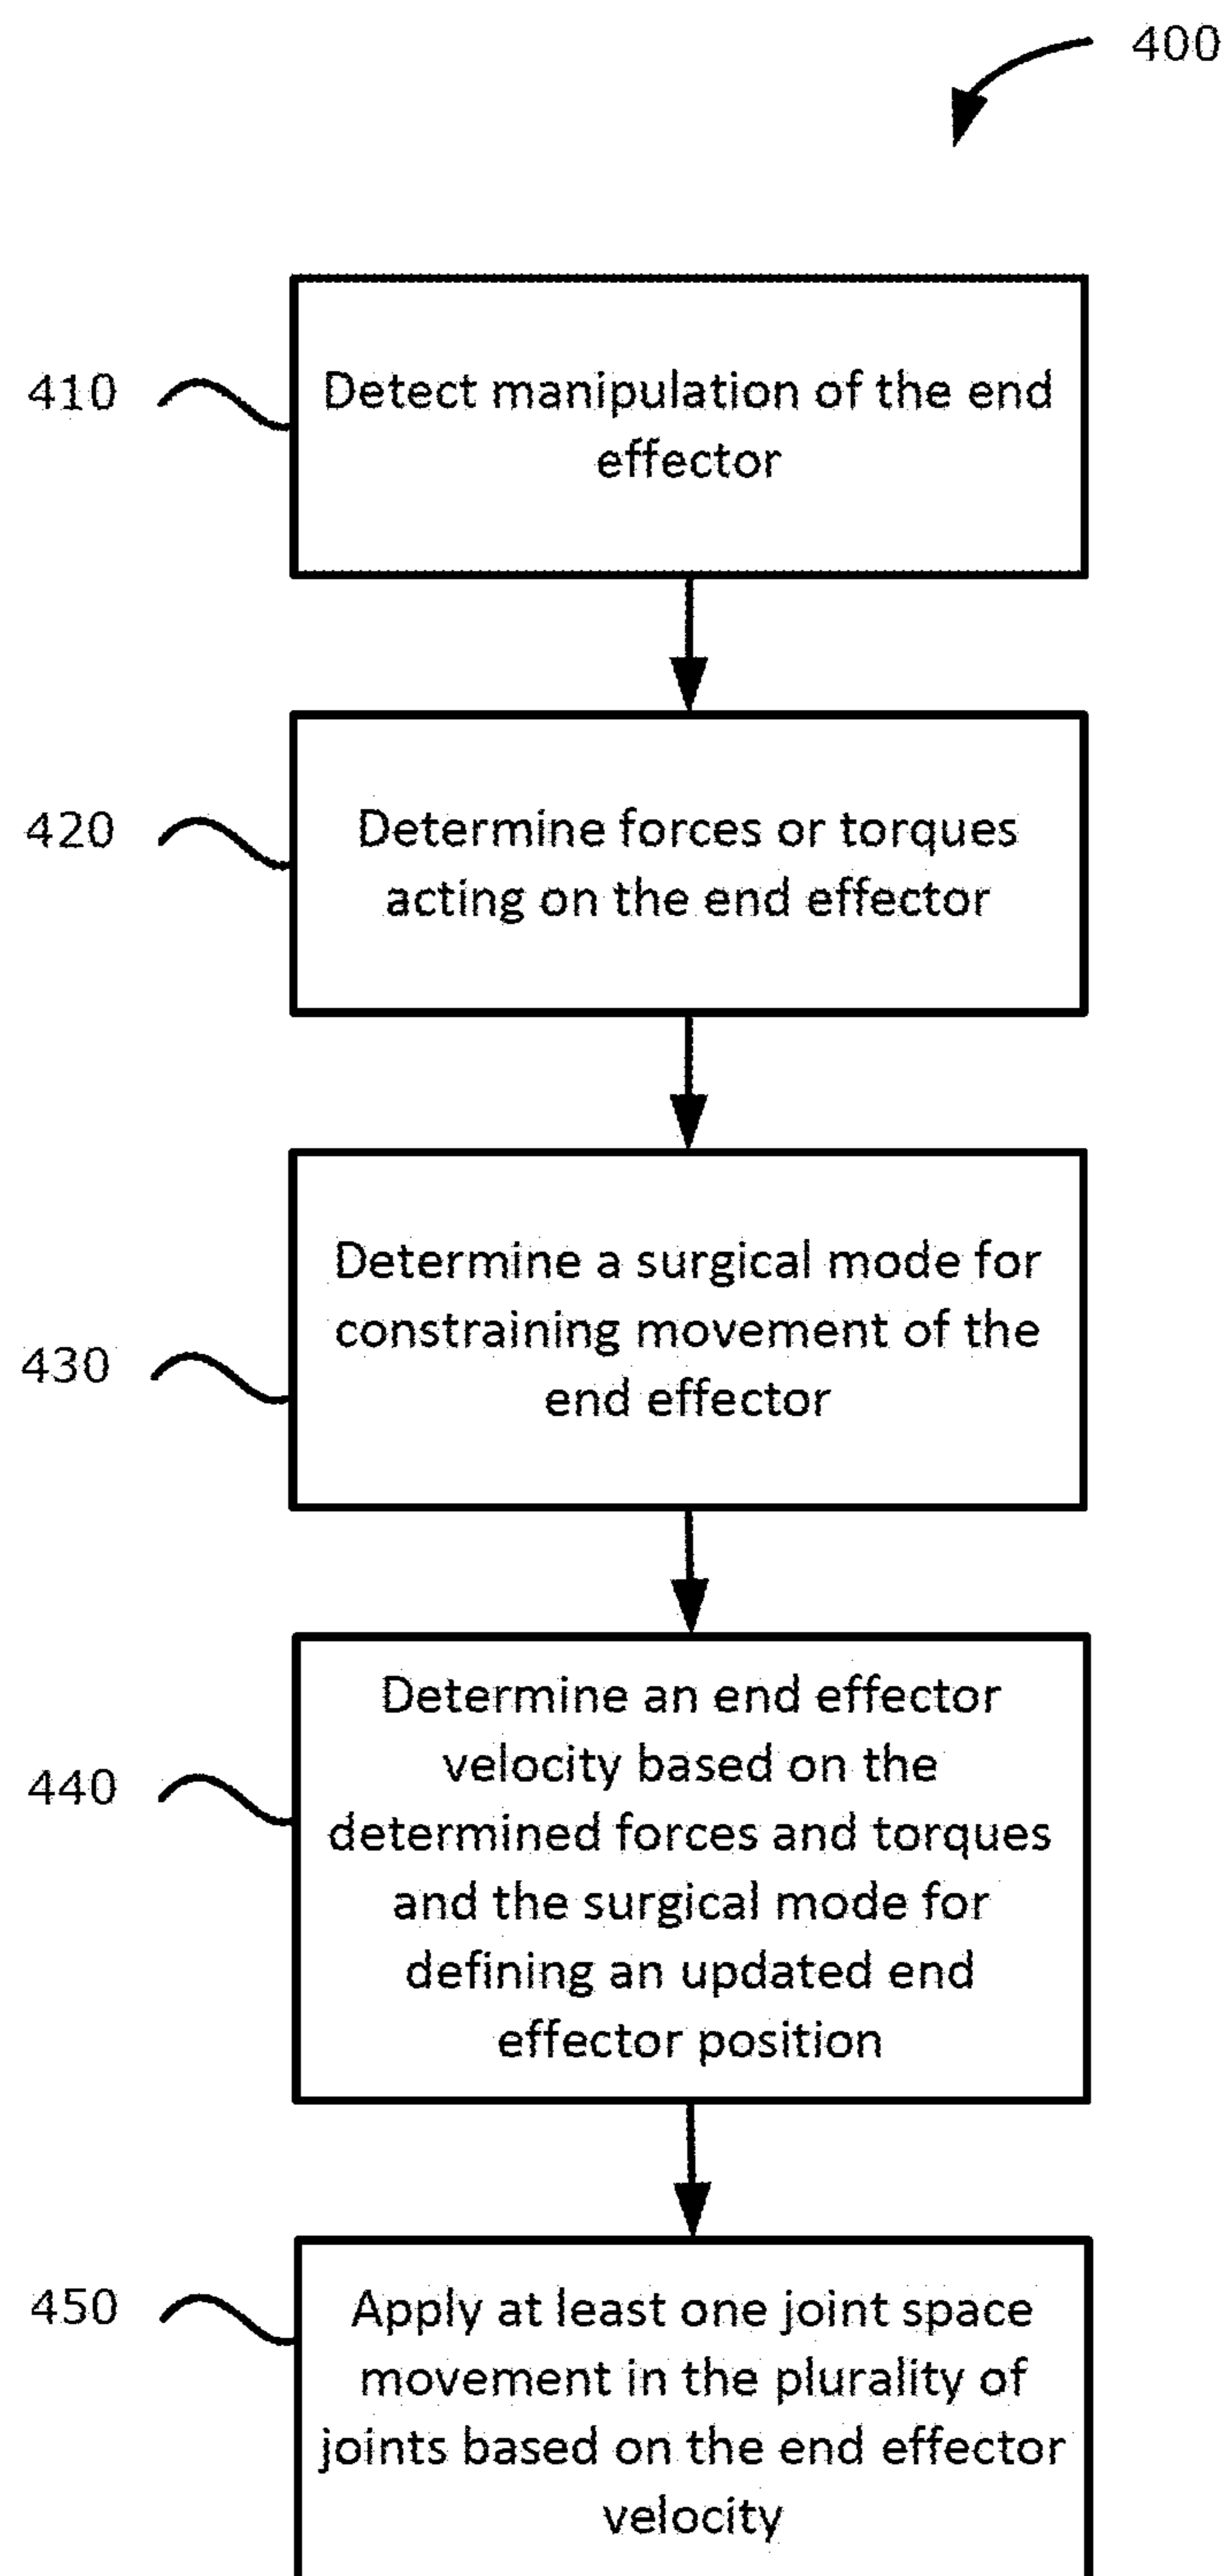 400
410
Detect manipulation of the end
effector
420
Determine forces or torques
acting on the end effector
430
Determine a surgical mode for
constraining movement of the
end effector
440
Determine an end effector
velocity based on the
determined forces and torques
and the surgical mode for
defining an updated end
effector position
450
Apply at least one joint space
movement in the plurality of
joints based on the end effector
velocity